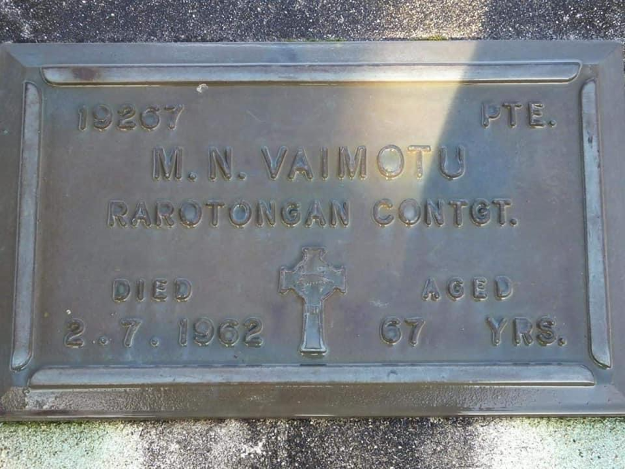 19267 PTE.
M. N. VAIMOTU
RAROTONGAN CONTGT.
DIED AGED
2.7.1962 67 YRS.